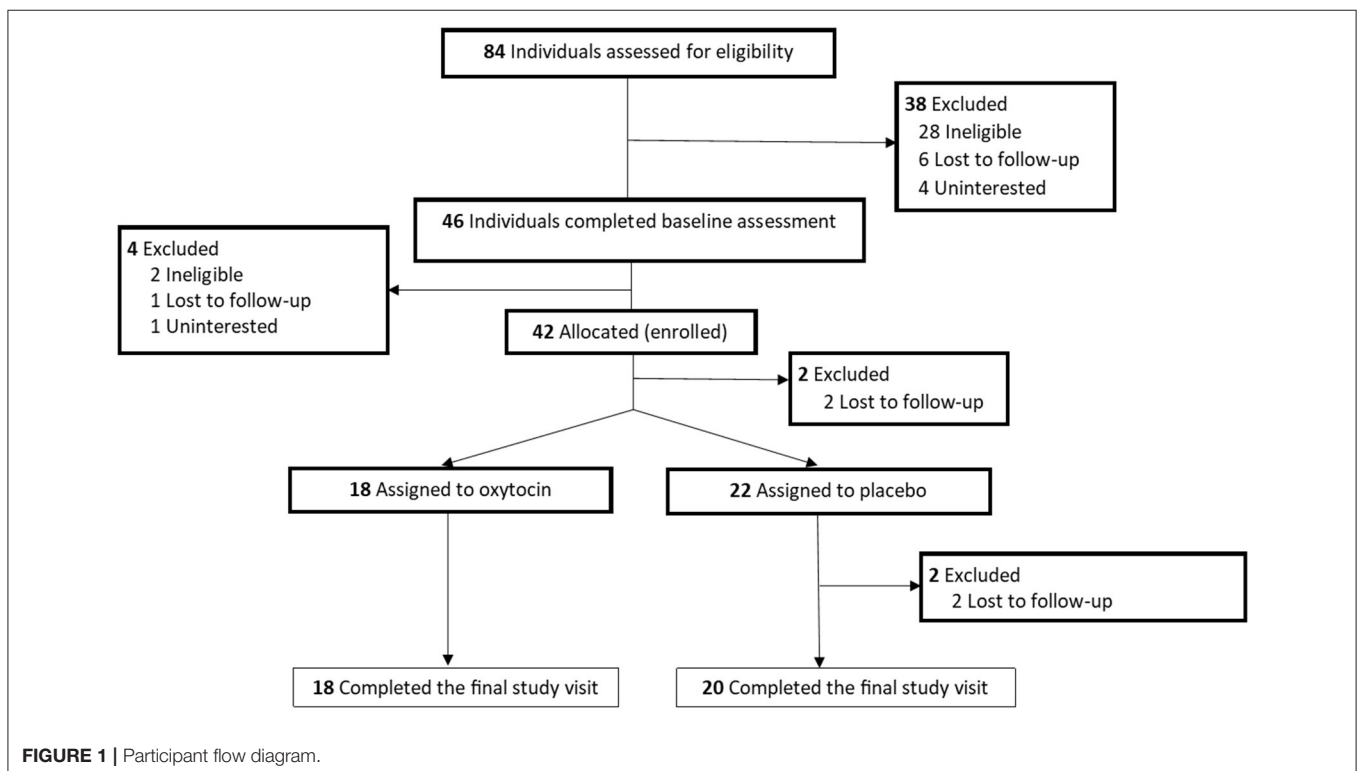 84 Individuals assessed for eligibility
38 Excluded
28 Ineligible
6 Lost to follow-up
4 Uninterested
46 Individuals completed baseline assessment
4 Excluded
2 Ineligible
1 Lost to follow-up
1 Uninterested
42 Allocated (enrolled)
2 Excluded
2 Lost to follow-up
18 Assigned to oxytocin
22 Assigned to placebo
2 Excluded
2 Lost to follow-up
18 Completed the final study visit
20 Completed the final study visit
FIGURE 1 | Participant flow diagram.